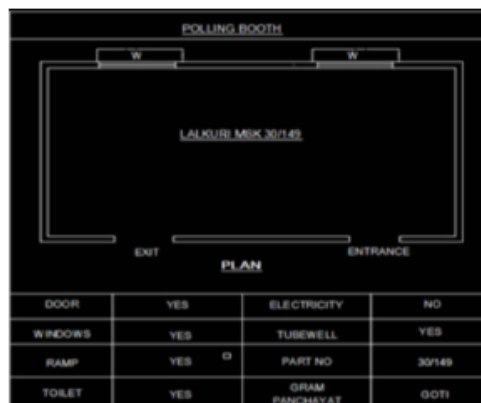 POLLING BOOTH
W W
LALKURI MSK 30/149
EXIT ENTRANCE
PLAN
DOOR YES ELECTRICITY NO
WINDOWS YES TUBEWELL YES
RAMP YES PART NO 30/149
TOILET YES GRAM PANCHAYAT GOTI